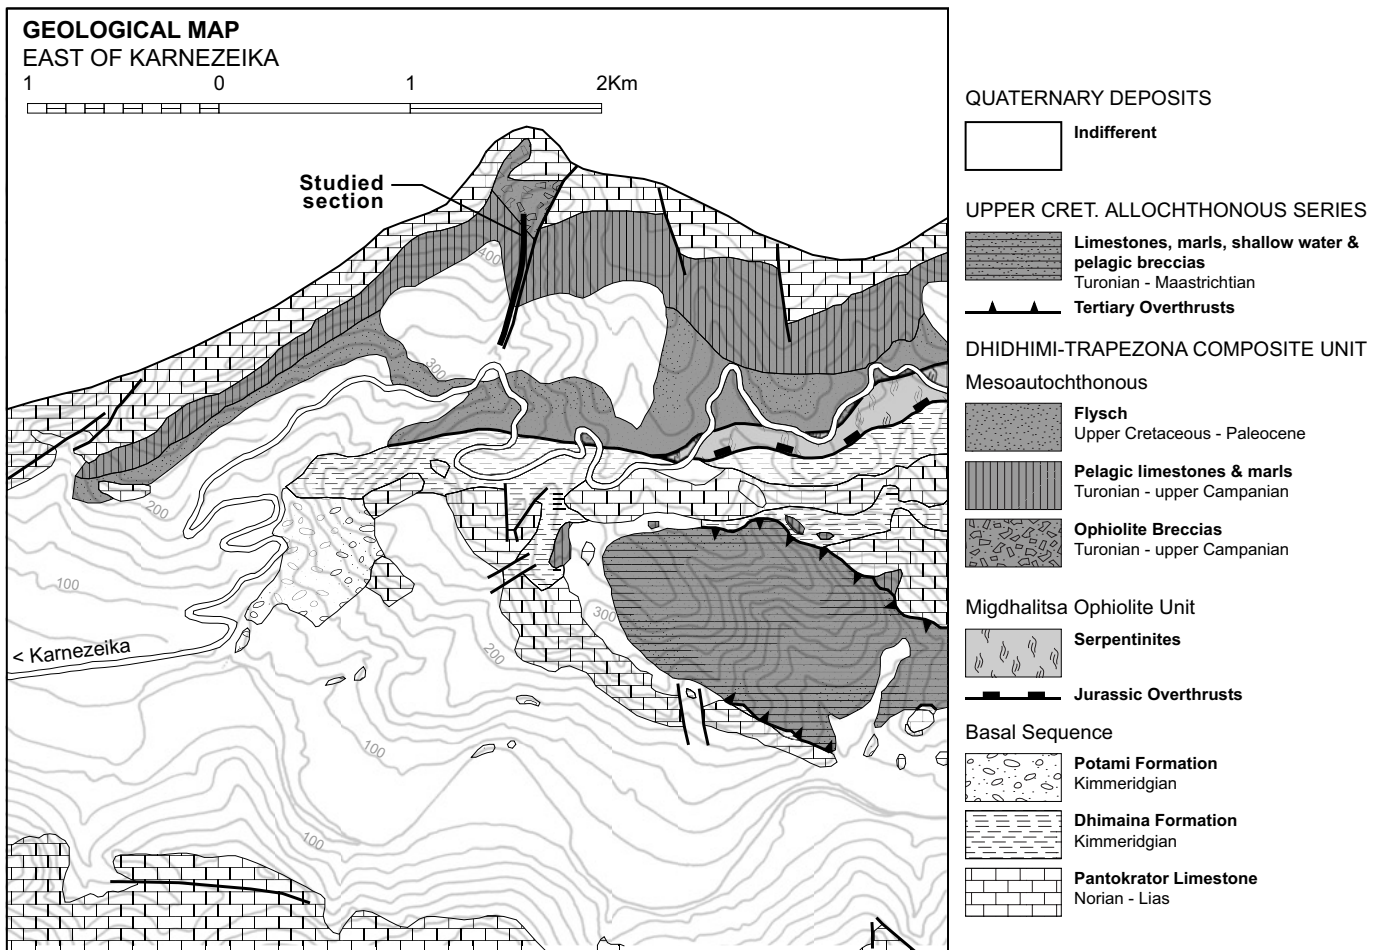 GEOLOGICAL MAP
EAST OF KARNEZEIKA
1 0 1 2Km
Studied
section
400
300
200
100
< Karnezeika
300
200
100
100
QUATERNARY DEPOSITS
Indifferent
UPPER CRET. ALLOCHTHONOUS SERIES
Limestones, marls, shallow water &
pelagic breccias
Turonian - Maastrichtian
Tertiary Overthrusts
DHIDHIMI-TRAPEZONA COMPOSITE UNIT
Mesoautochthonous
Flysch
Upper Cretaceous - Paleocene
Pelagic limestones & marls
Turonian - upper Campanian
Ophiolite Breccias
Turonian - upper Campanian
Migdhalitsa Ophiolite Unit
Serpentinites
Jurassic Overthrusts
Basal Sequence
Potami Formation
Kimmeridgian
Dhimaina Formation
Kimmeridgian
Pantokrator Limestone
Norian - Lias